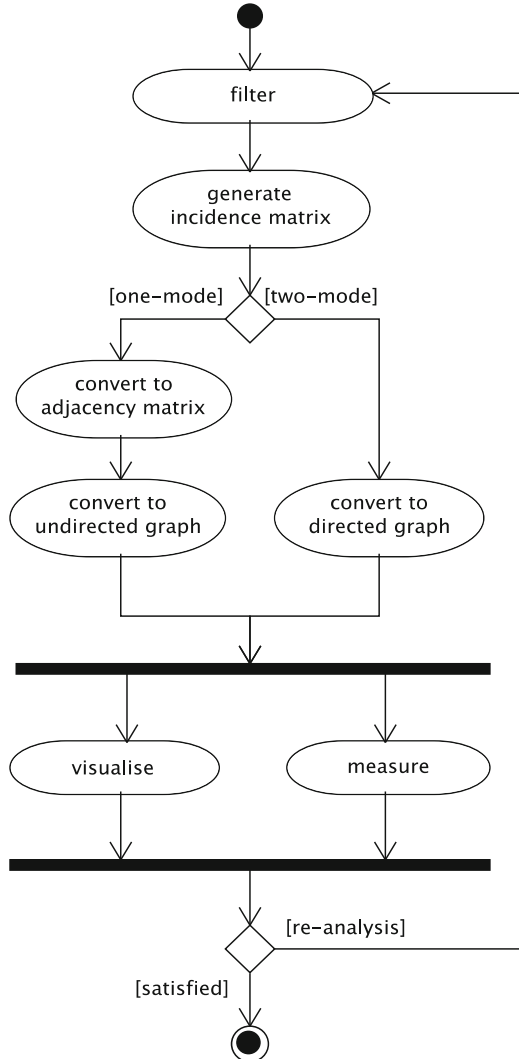 filter
generate
incidence matrix
[one-mode] [two-mode]
convert to
adjacency matrix
convert to
undirected graph
convert to
directed graph
visualise
measure
[re-analysis]
[satisfied]